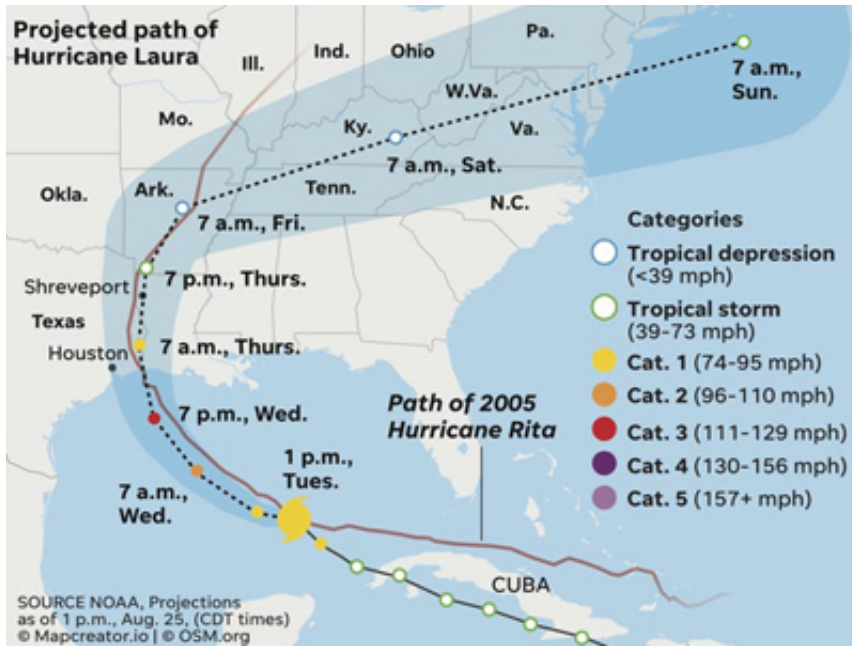 Projected path of
Hurricane Laura
Ill.
Ind.
Ohio
Pa.
7 a.m.,
Sun.
W.Va.
Mo.
Ky.
Va.
7 a.m., Sat.
Okla.
Ark.
Tenn.
N.C.
7 a.m., Fri.
Categories
Tropical depression
(<39 mph)
7 p.m., Thurs.
Shreveport
Tropical storm
(39-73 mph)
Texas
Houston
7 a.m., Thurs.
Cat. 1 (74-95 mph)
Cat. 2 (96-110 mph)
Path of 2005
Hurricane Rita
7 p.m., Wed.
Cat. 3 (111-129 mph)
Cat. 4 (130-156 mph)
1 p.m.,
Tues.
7 a.m.,
Wed.
Cat. 5 (157+ mph)
CUBA
SOURCE NOAA, Projections
as of 1 p.m., Aug. 25, (CDT times)
© Mapcreator.io | © OSM.org